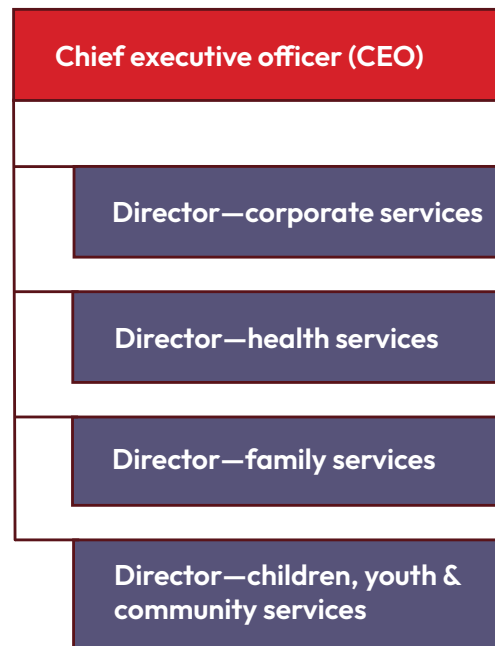 Chief executive officer (CEO)
Director—corporate services
Director—health services
Director—family services
Director—children, youth &
community services